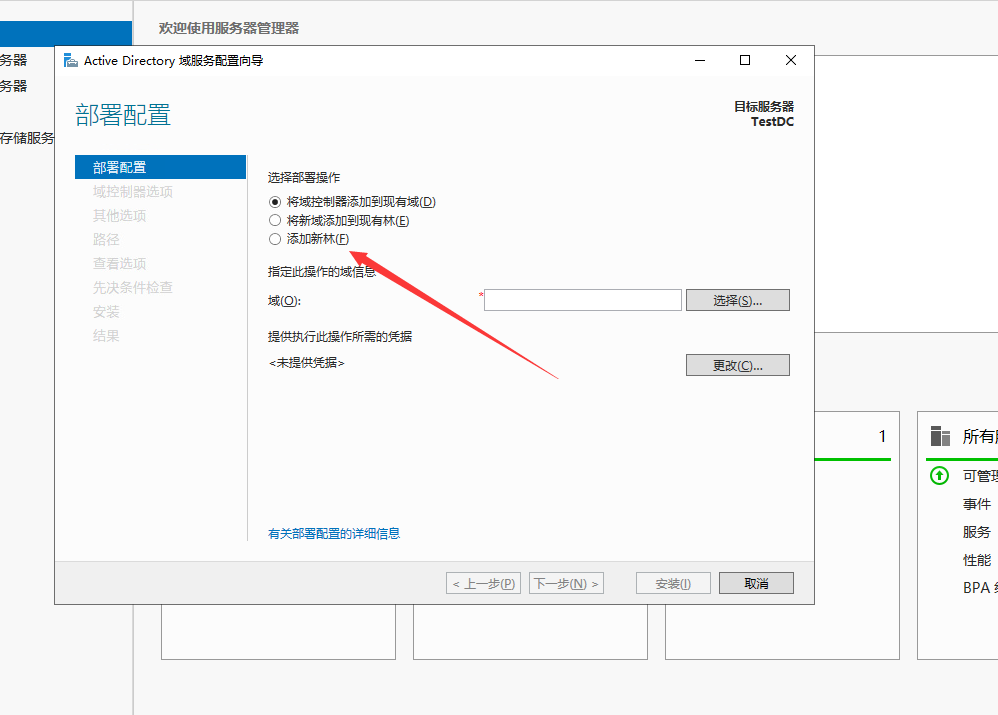 欢迎使用服务器管理器
务器
务器
存储服务
Active Directory 域服务配置向导
部署配置
目标服务器
TestDC
部署配置
域控制器选项
其他选项
路径
查看选项
先决条件检查
安装
结果
选择部署操作
将域控制器添加到现有域(D)
将新域添加到现有林(E)
添加新林(F)
指定此操作的域信息
域(O):
*
选择(S)...
提供执行此操作所需的凭据
<未提供凭据>
更改(C)...
有关部署配置的详细信息
< 上一步(P)
下一步(N) >
安装(I)
取消
1
所有
可管理
事件
服务
性能
BPA